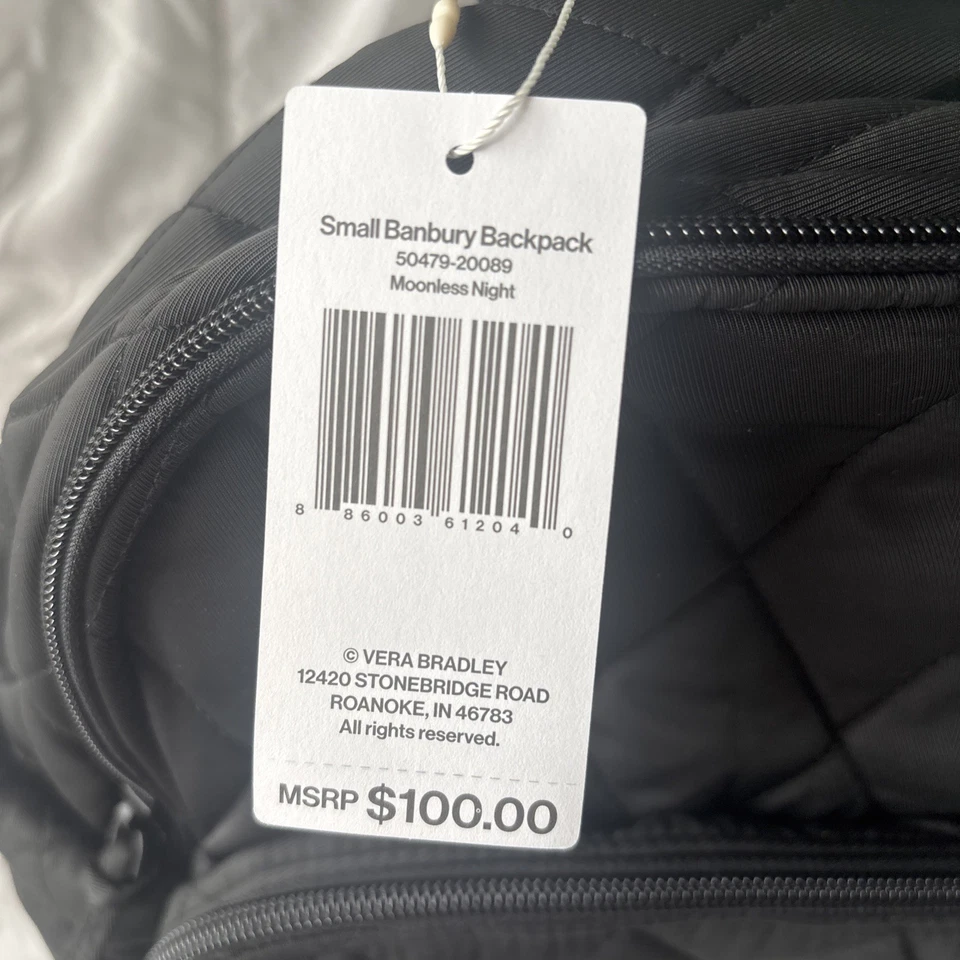 Small Banbury Backpack
50479-20089
Moonless Night
8 86003 61204 0
© VERA BRADLEY
12420 STONEBRIDGE ROAD
ROANOKE, IN 46783
All rights reserved.
MSRP $100.00